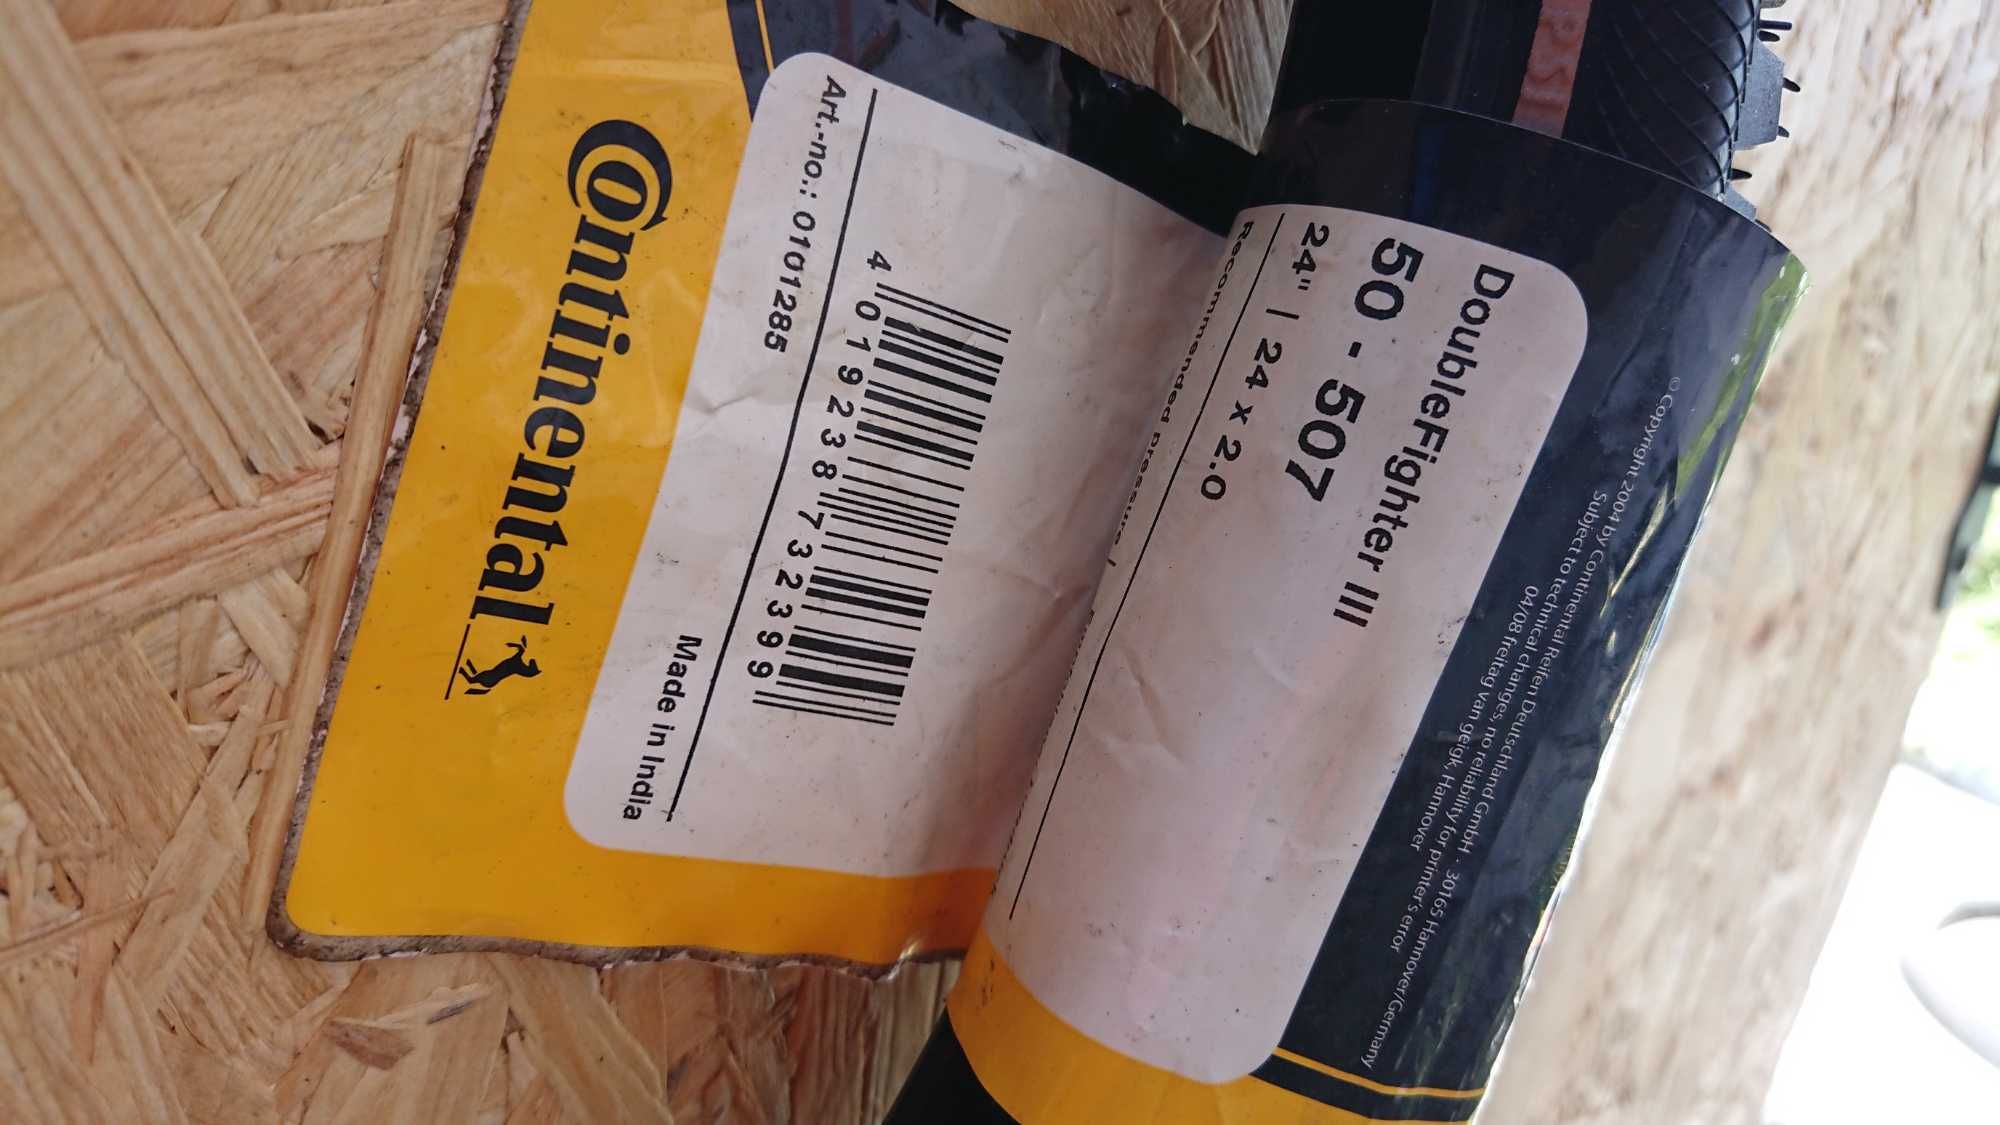 DoubleFighter III
50 - 507
24" | 24 x 2.0
Recommended pressure /
4 019238 732399
Art.-no.: 0101285
Made in India
Continental
© Copyright 2004 by Continental Reifen Deutschland GmbH · 30165 Hannover/Germany
Subject to technical changes, no reliability for printer's error
04/08 freitag van geigk, Hannover